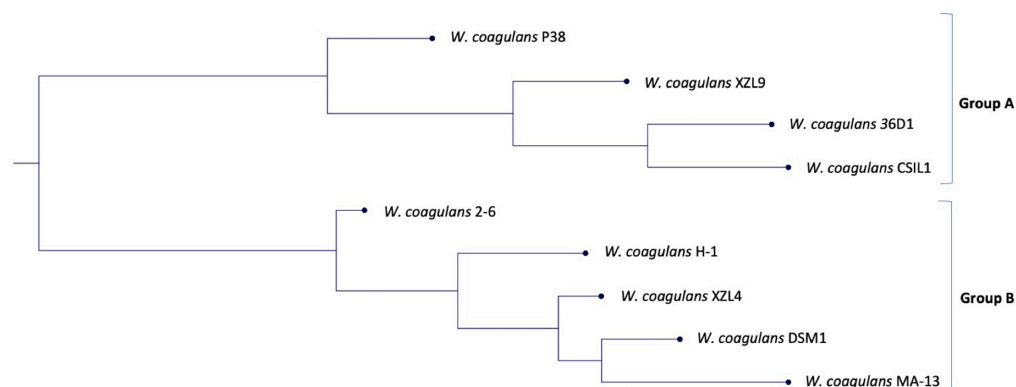 W. coagulans P38
W. coagulans XZL9
Group A
W. coagulans 36D1
W. coagulans CSIL1
W. coagulans 2-6
W. coagulans H-1
W. coagulans XZL4
Group B
W. coagulans DSM1
W. coagulans MA-13